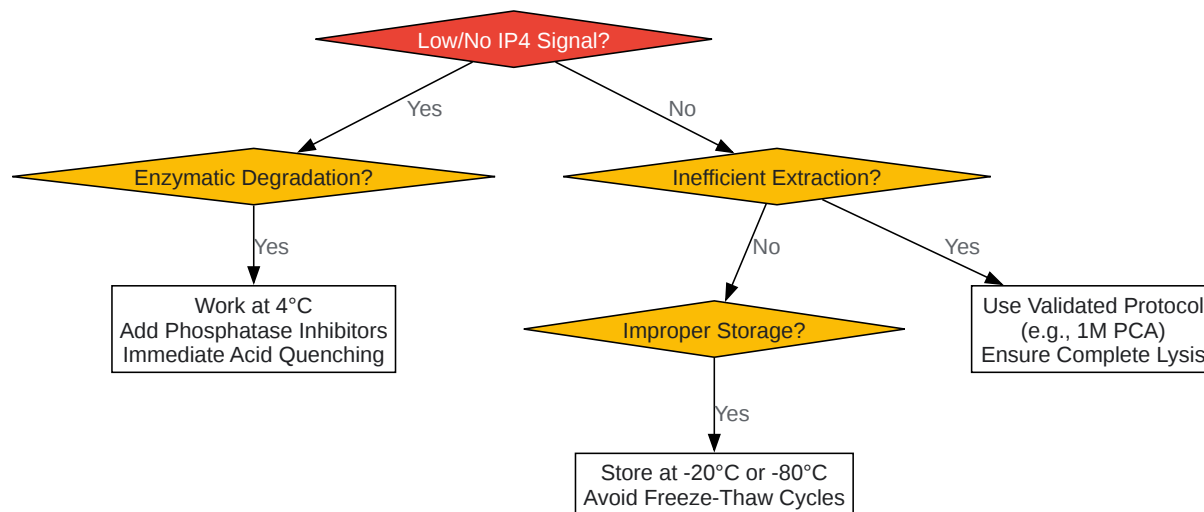 Low/No IP4 Signal?
Yes
No
Enzymatic Degradation?
Inefficient Extraction?
Yes
No
Yes
Work at 4°C
Add Phosphatase Inhibitors
Immediate Acid Quenching
Improper Storage?
Use Validated Protocol
(e.g., 1M PCA)
Ensure Complete Lysis
Yes
Store at -20°C or -80°C
Avoid Freeze-Thaw Cycles